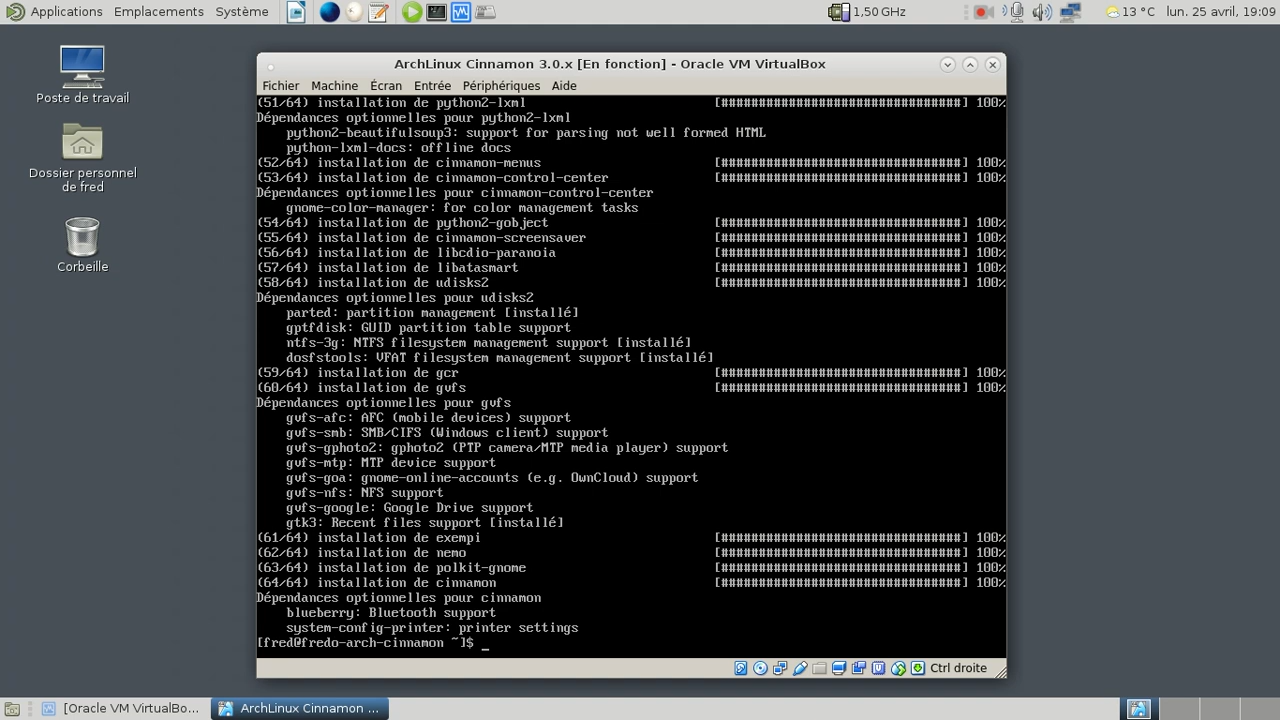 Applications Emplacements Système 1,50 GHz 13 °C lun. 25 avril, 19:09
Poste de travail
Dossier personnel
de fred
Corbeille
ArchLinux Cinnamon 3.0.x [En fonction] - Oracle VM VirtualBox
Fichier Machine Écran Entrée Périphériques Aide
(51/64) installation de python2-lxml [################################] 100%
Dépendances optionnelles pour python2-lxml
python2-beautifulsoup3: support for parsing not well formed HTML
python-lxml-docs: offline docs
(52/64) installation de cinnamon-menus [################################] 100%
(53/64) installation de cinnamon-control-center [################################] 100%
Dépendances optionnelles pour cinnamon-control-center
gnome-color-manager: for color management tasks
(54/64) installation de python2-gobject [################################] 100%
(55/64) installation de cinnamon-screensaver [################################] 100%
(56/64) installation de libcdio-paranoia [################################] 100%
(57/64) installation de libatasmart [################################] 100%
(58/64) installation de udisks2 [################################] 100%
Dépendances optionnelles pour udisks2
parted: partition management [installé]
gptfdisk: GUID partition table support
ntfs-3g: NTFS filesystem management support [installé]
dosfstools: VFAT filesystem management support [installé]
(59/64) installation de gcr [################################] 100%
(60/64) installation de gvfs [################################] 100%
Dépendances optionnelles pour gvfs
gvfs-afc: AFC (mobile devices) support
gvfs-smb: SMB/CIFS (Windows client) support
gvfs-gphoto2: gphoto2 (PTP camera/MTP media player) support
gvfs-mtp: MTP device support
gvfs-goa: gnome-online-accounts (e.g. OwnCloud) support
gvfs-nfs: NFS support
gvfs-google: Google Drive support
gtk3: Recent files support [installé]
(61/64) installation de exempi [################################] 100%
(62/64) installation de nemo [################################] 100%
(63/64) installation de polkit-gnome [################################] 100%
(64/64) installation de cinnamon [################################] 100%
Dépendances optionnelles pour cinnamon
blueberry: Bluetooth support
system-config-printer: printer settings
[fred@fredo-arch-cinnamon ~]$ _
Ctrl droite
[Oracle VM VirtualBo... ArchLinux Cinnamon ...